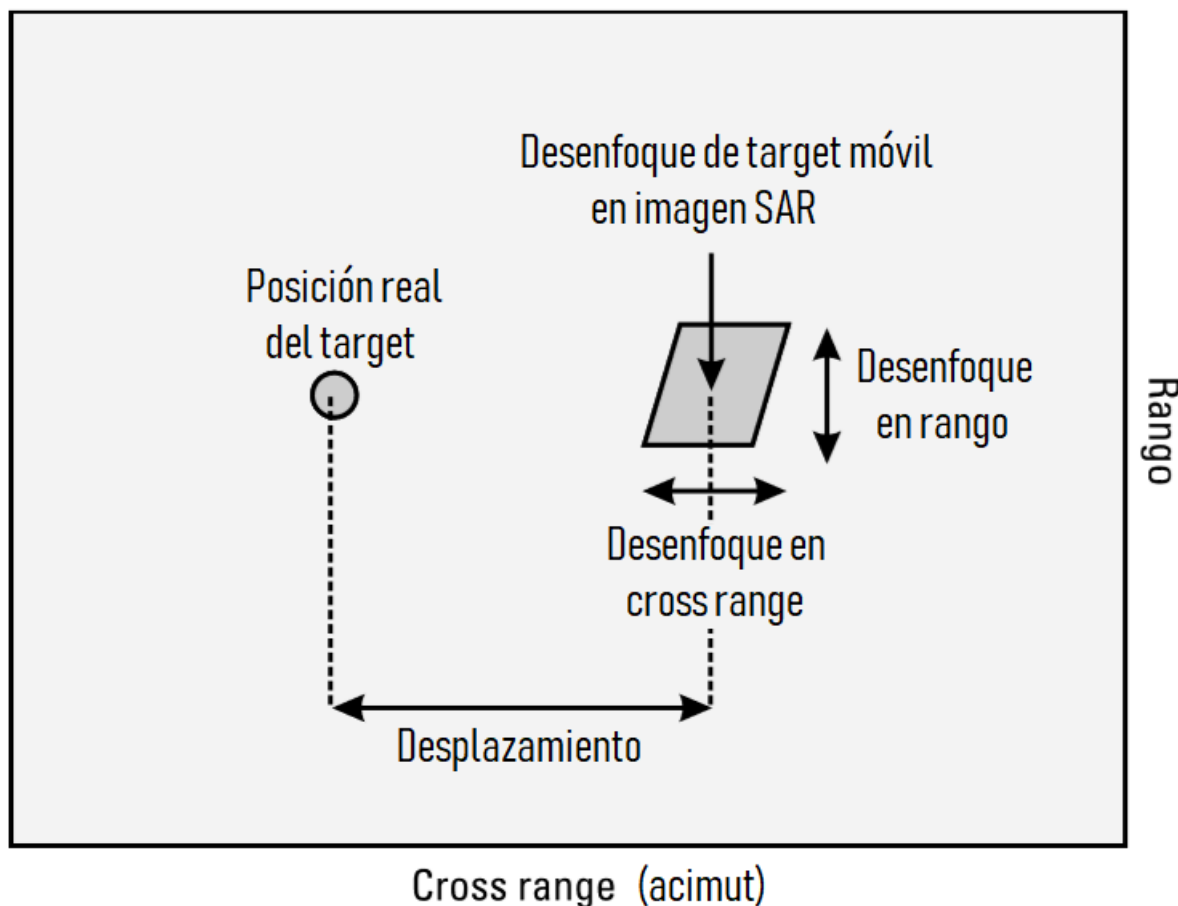 Desenfoque de target móvil
en imagen SAR
Posición real
del target
Desenfoque
en rango
Desenfoque en
cross range
Desplazamiento
Rango
Cross range (acimut)